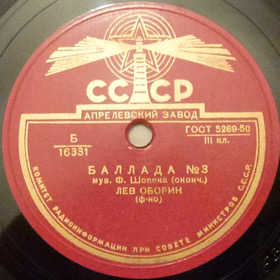 СССР
АПРЕЛЕВСКИЙ ЗАВОД
Б
16331
ГОСТ 5289-50
III кл.
БАЛЛАДА №3
муз. Ф. Шопена (оконч.)
ЛЕВ ОБОРИН
(ф-но)
КОМИТЕТ РАДИОИНФОРМАЦИИ ПРИ СОВЕТЕ МИНИСТРОВ С.С.С.Р.